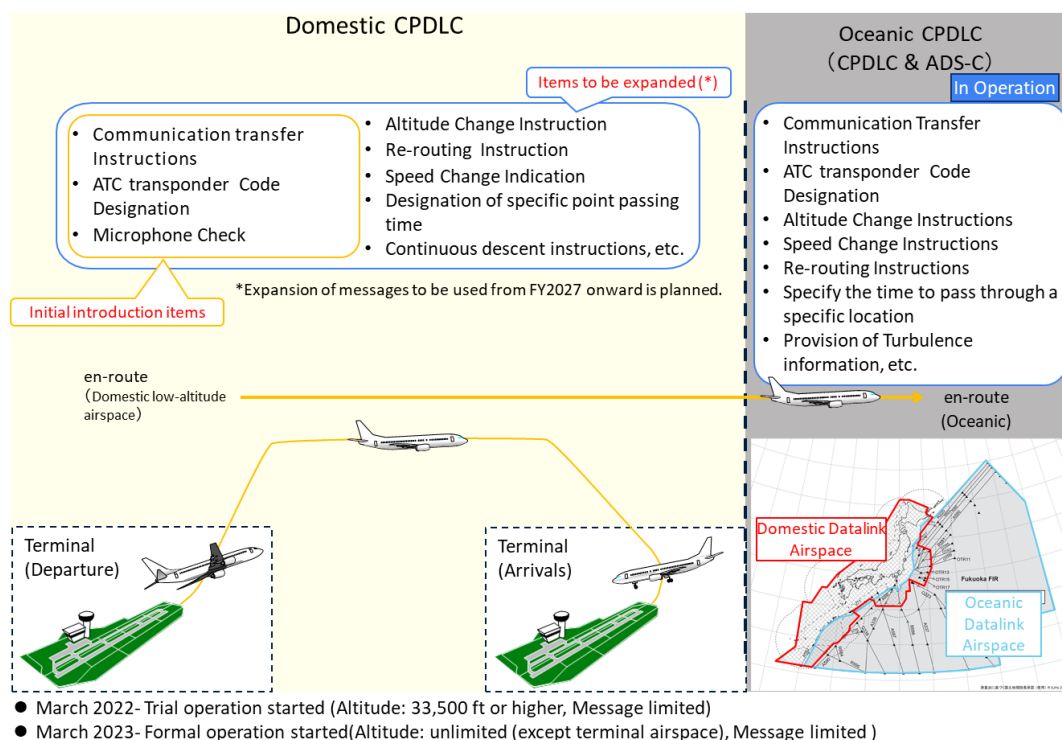 Domestic CPDLC
Oceanic CPDLC
（CPDLC & ADS-C）
In Operation
Items to be expanded(*)
• Communication transfer
Instructions
• ATC transponder Code
Designation
• Microphone Check
• Altitude Change Instruction
• Re-routing Instruction
• Speed Change Indication
• Designation of specific point passing
time
• Continuous descent instructions, etc.
Initial introduction items
*Expansion of messages to be used from FY2027 onward is planned.
• Communication Transfer
Instructions
• ATC transponder Code
Designation
• Altitude Change Instructions
• Speed Change Instructions
• Re-routing Instructions
• Specify the time to pass through a
specific location
• Provision of Turbulence
information, etc.
en-route
（Domestic low-altitude
airspace）
en-route
(Oceanic)
Terminal
(Departure)
Terminal
(Arrivals)
Domestic Datalink
Airspace
Fukuoka FIR
Oceanic
Datalink
Airspace
● March 2022- Trial operation started (Altitude: 33,500 ft or higher, Message limited)
● March 2023- Formal operation started(Altitude: unlimited (except terminal airspace), Message limited )